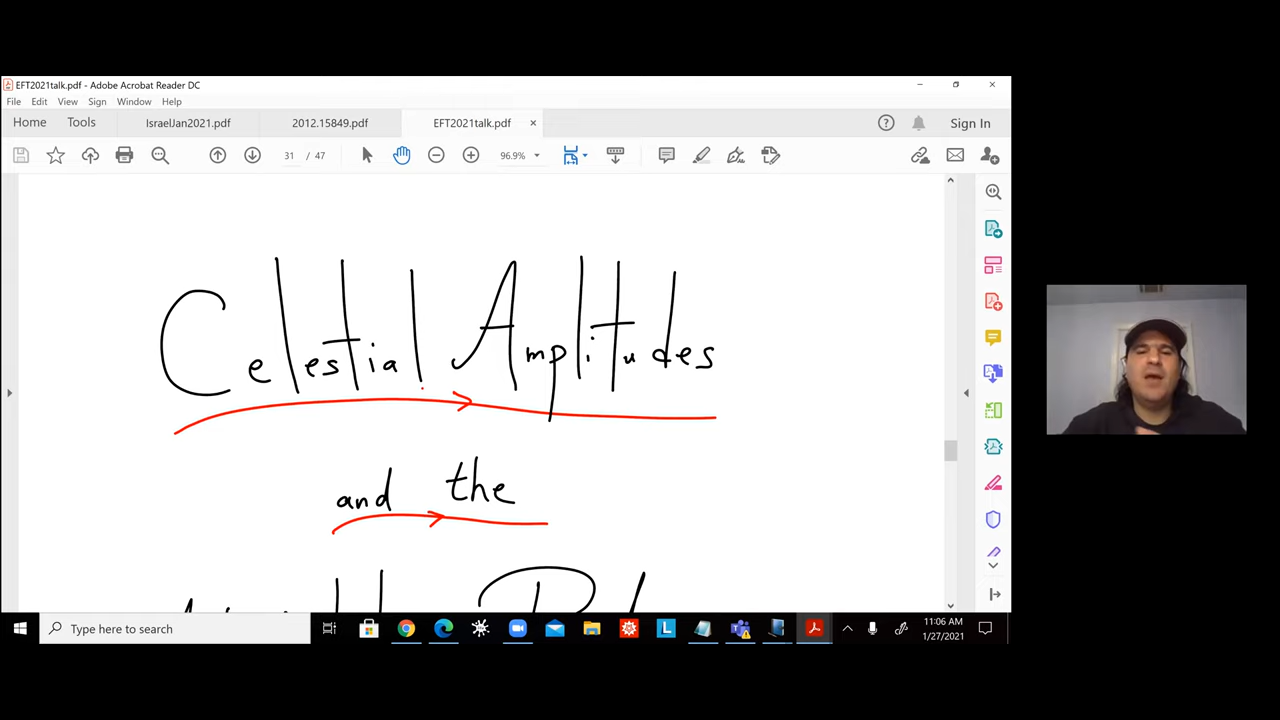 EFT2021talk.pdf - Adobe Acrobat Reader DC
File Edit View Sign Window Help
Home Tools IsraelJan2021.pdf 2012.15849.pdf EFT2021talk.pdf × Sign In
31 / 47 96.9%
Celestial Amplitudes
and the
Type here to search
11:06 AM
1/27/2021